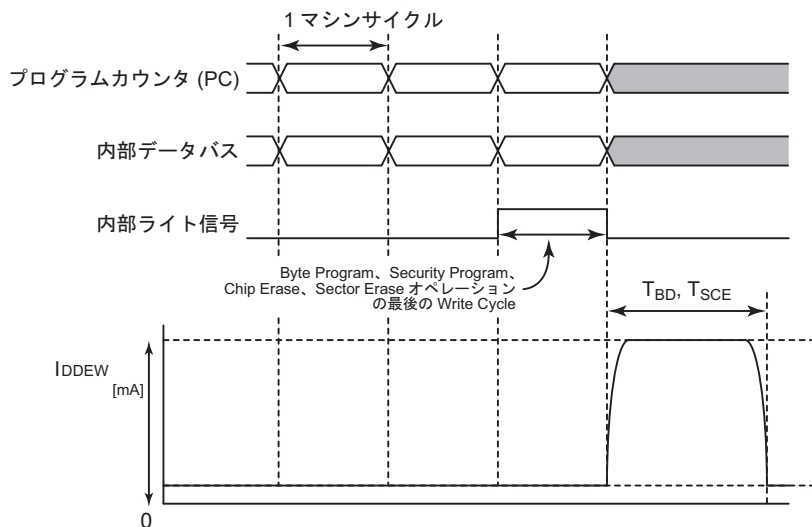 1 マシンサイクル
プログラムカウンタ (PC)
内部データバス
内部ライト信号
Byte Program、Security Program、
Chip Erase、Sector Erase オペレーション
の最後の Write Cycle
TBD, TSCE
IDDEW
[mA]
0